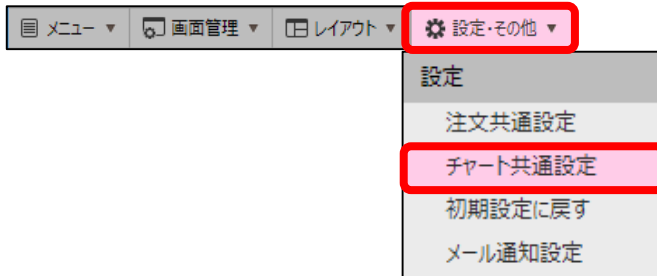 メニュー ▼ 画面管理 ▼ レイアウト ▼ 設定・その他 ▼
設定
注文共通設定
チャート共通設定
初期設定に戻す
メール通知設定